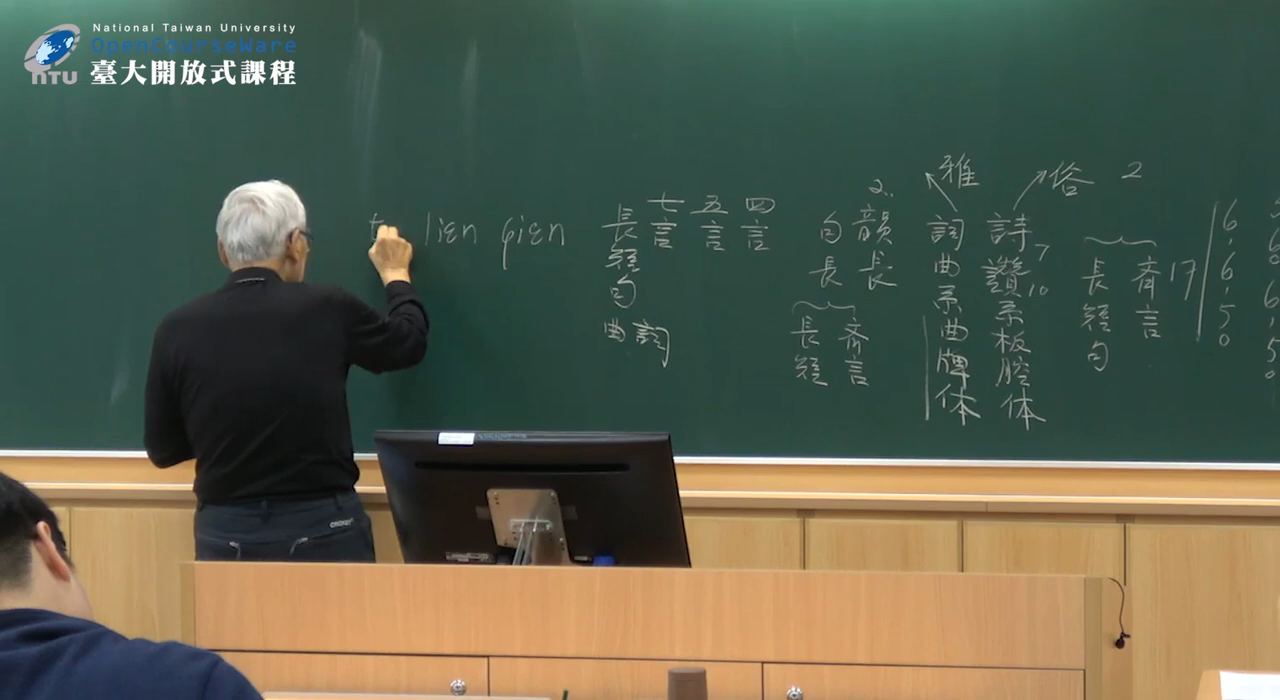 National Taiwan University
OpenCourseWare
NTU 臺大開放式課程
雅
俗 2
6.6.50
17
齊言
長短句
7
10
詩讚系板腔体
詞曲系曲牌体
2.
韻長
句長
齊言
長短
四言
五言
七言
長短句
詞
曲
t lien
CRICKET